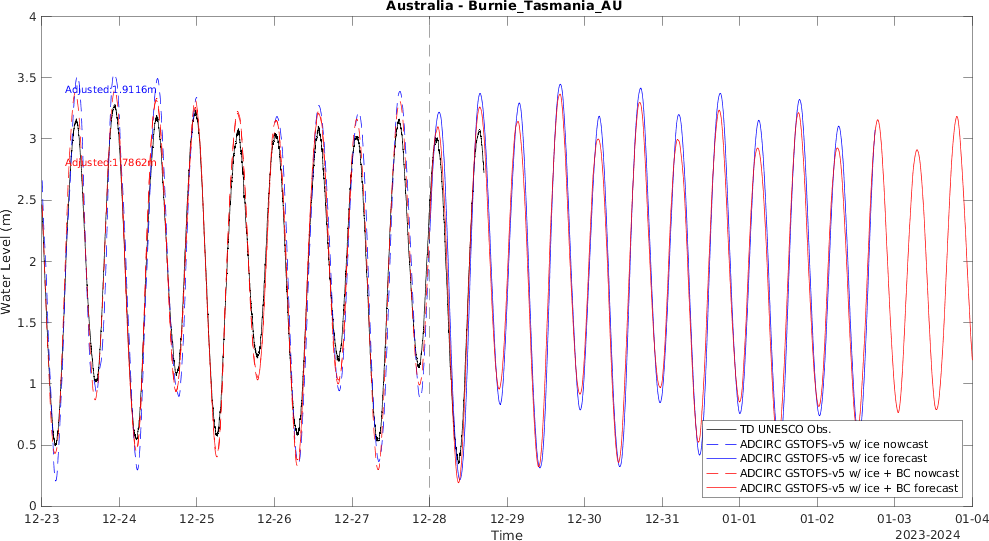 Australia - Burnie_Tasmania_AU
4
3.5
3
2.5
2
1.5
1
0.5
0
Water Level (m)
Adjusted:1.9116m
Adjusted:1.7862m
TD UNESCO Obs.
ADCIRC GSTOFS-v5 w/ ice nowcast
ADCIRC GSTOFS-v5 w/ ice forecast
ADCIRC GSTOFS-v5 w/ ice + BC nowcast
ADCIRC GSTOFS-v5 w/ ice + BC forecast
12-23 12-24 12-25 12-26 12-27 12-28 12-29 12-30 12-31 01-01 01-02 01-03 01-04
Time
2023-2024